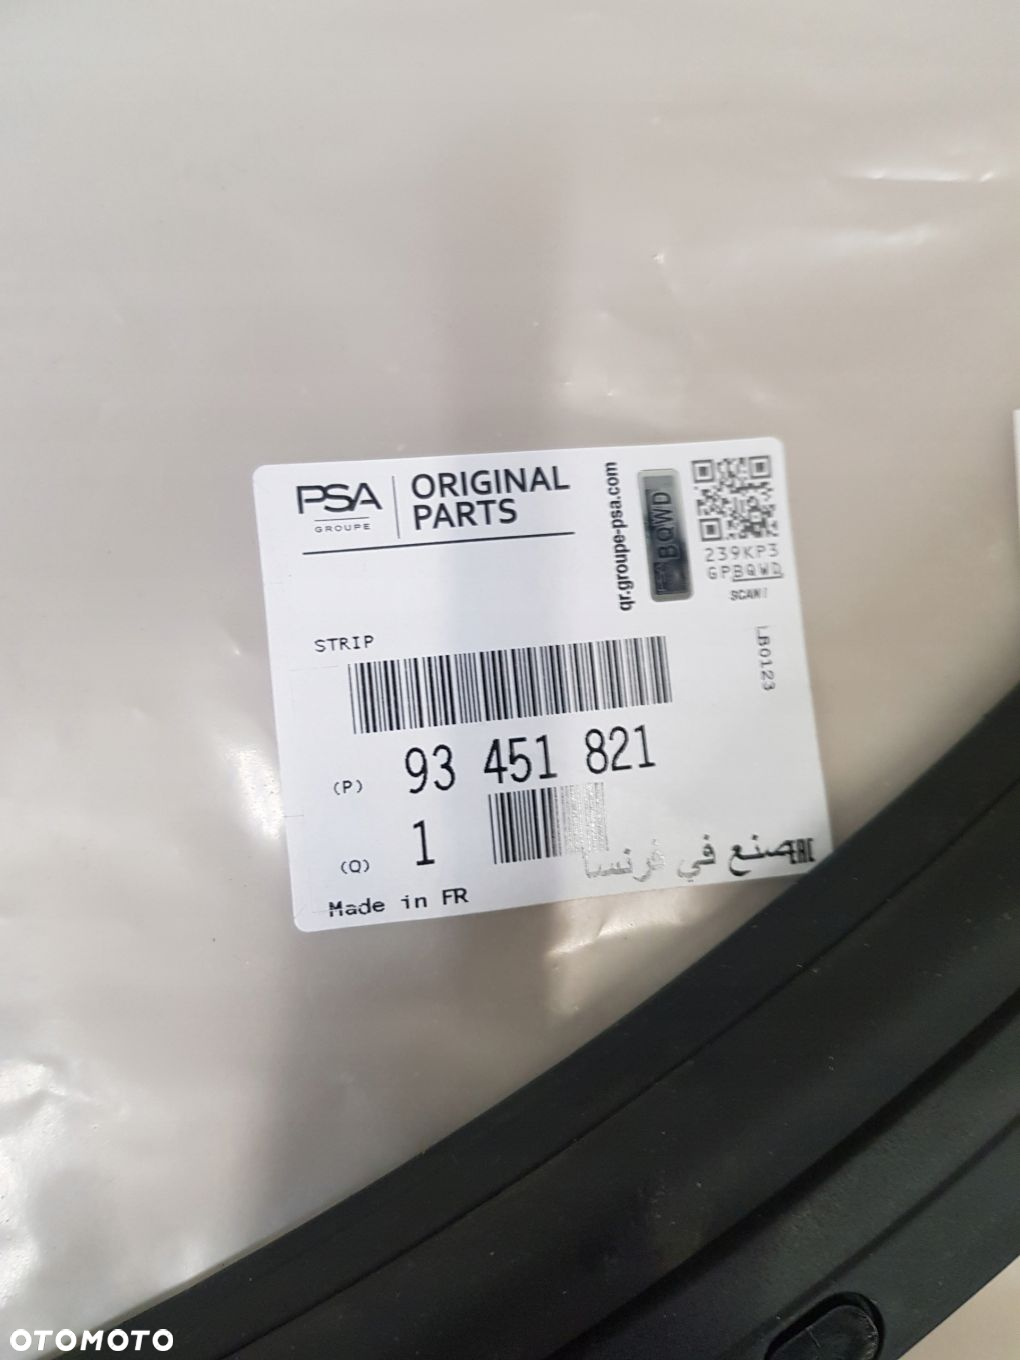 PSA
GROUPE
ORIGINAL
PARTS
qr.groupe-psa.com
BQWD
239KP3
GPBQWD
SCAN!
STRIP
LB0123
(P) 93 451 821
(Q) 1
Made in FR
صنع في فرنسا
EAC
OTOMOTO